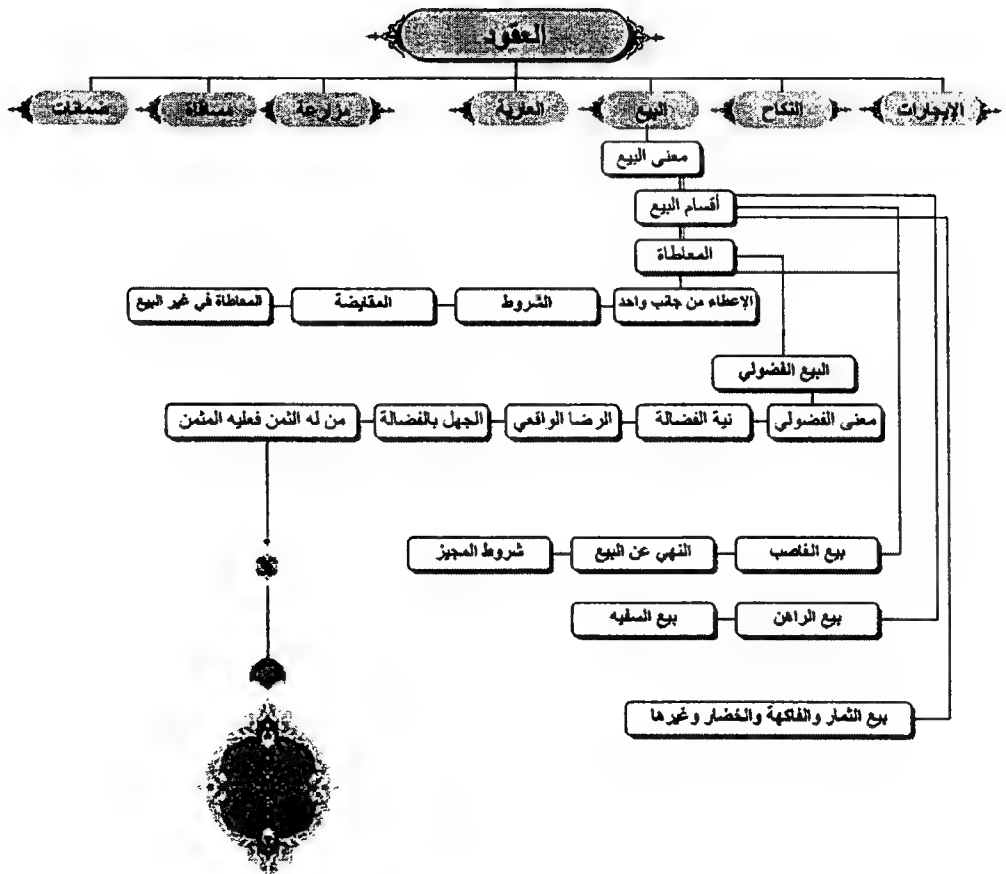 العقود
الإيجارات النكاح البيع العارية مزارعة مساقاة ضمانات
معنى البيع
أقسام البيع
المعاطاة
الإعطاء من جانب واحد الشروط المقايضة المعاطاة في غير البيع
البيع الفضولي
معنى الفضولي نية الفضالة الرضا الواقعي الجهل بالفضالة من له الثمن فعليه المثمن
بيع الغاصب النهي عن البيع شروط المجيز
بيع الراهن بيع السفيه
بيع الثمار والفاكهة والخضار وغيرها